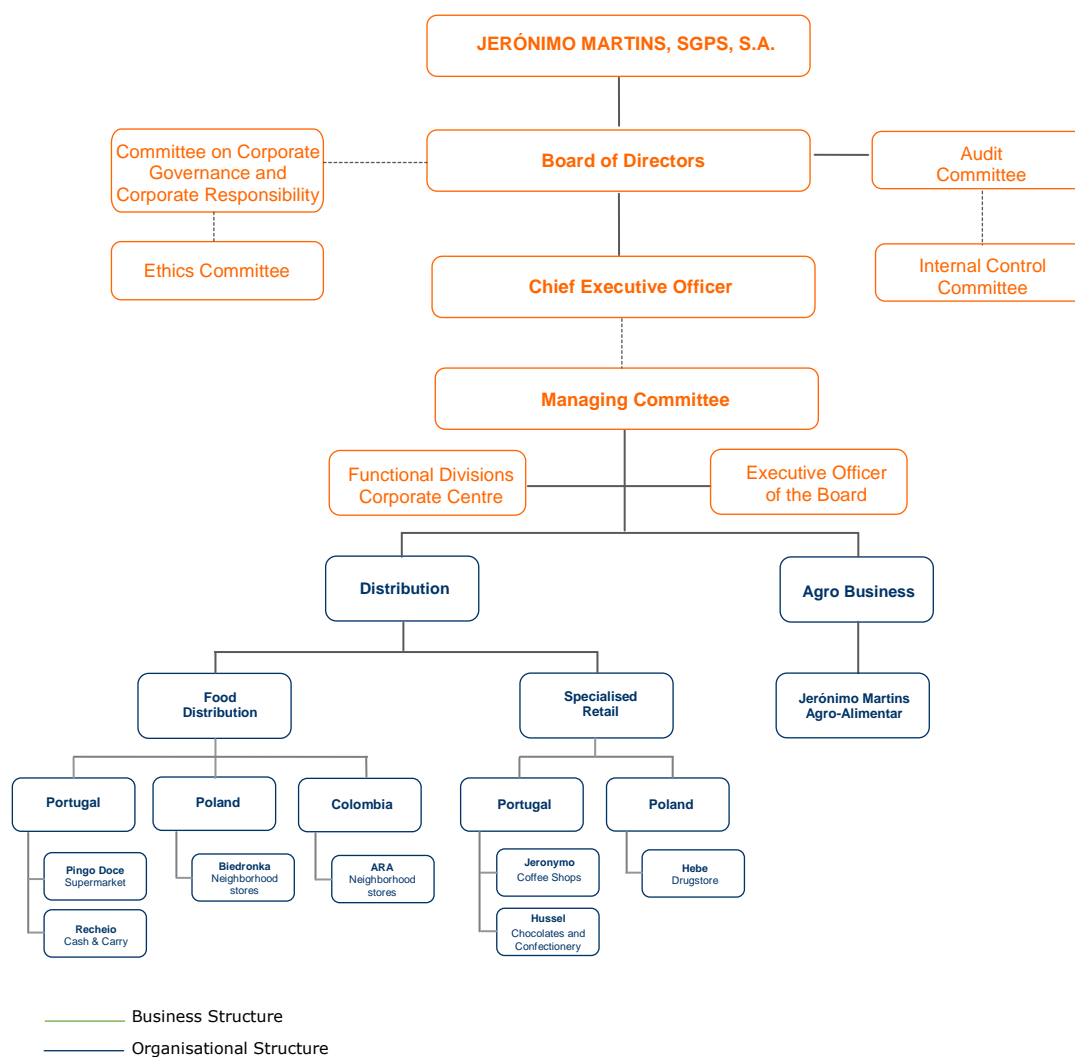 JERÓNIMO MARTINS, SGPS, S.A.
Committee on Corporate
Governance and
Corporate Responsibility
Board of Directors
Audit
Committee
Ethics Committee
Chief Executive Officer
Internal Control
Committee
Managing Committee
Functional Divisions
Corporate Centre
Executive Officer
of the Board
Distribution
Agro Business
Food
Distribution
Specialised
Retail
Jerónimo Martins
Agro-Alimentar
Portugal
Poland
Colombia
Portugal
Poland
Pingo Doce
Supermarket
Biedronka
Neighborhood
stores
ARA
Neighborhood
stores
Jeronymo
Coffee Shops
Hebe
Drugstore
Recheio
Cash & Carry
Hussel
Chocolates and
Confectionery
Business Structure
Organisational Structure